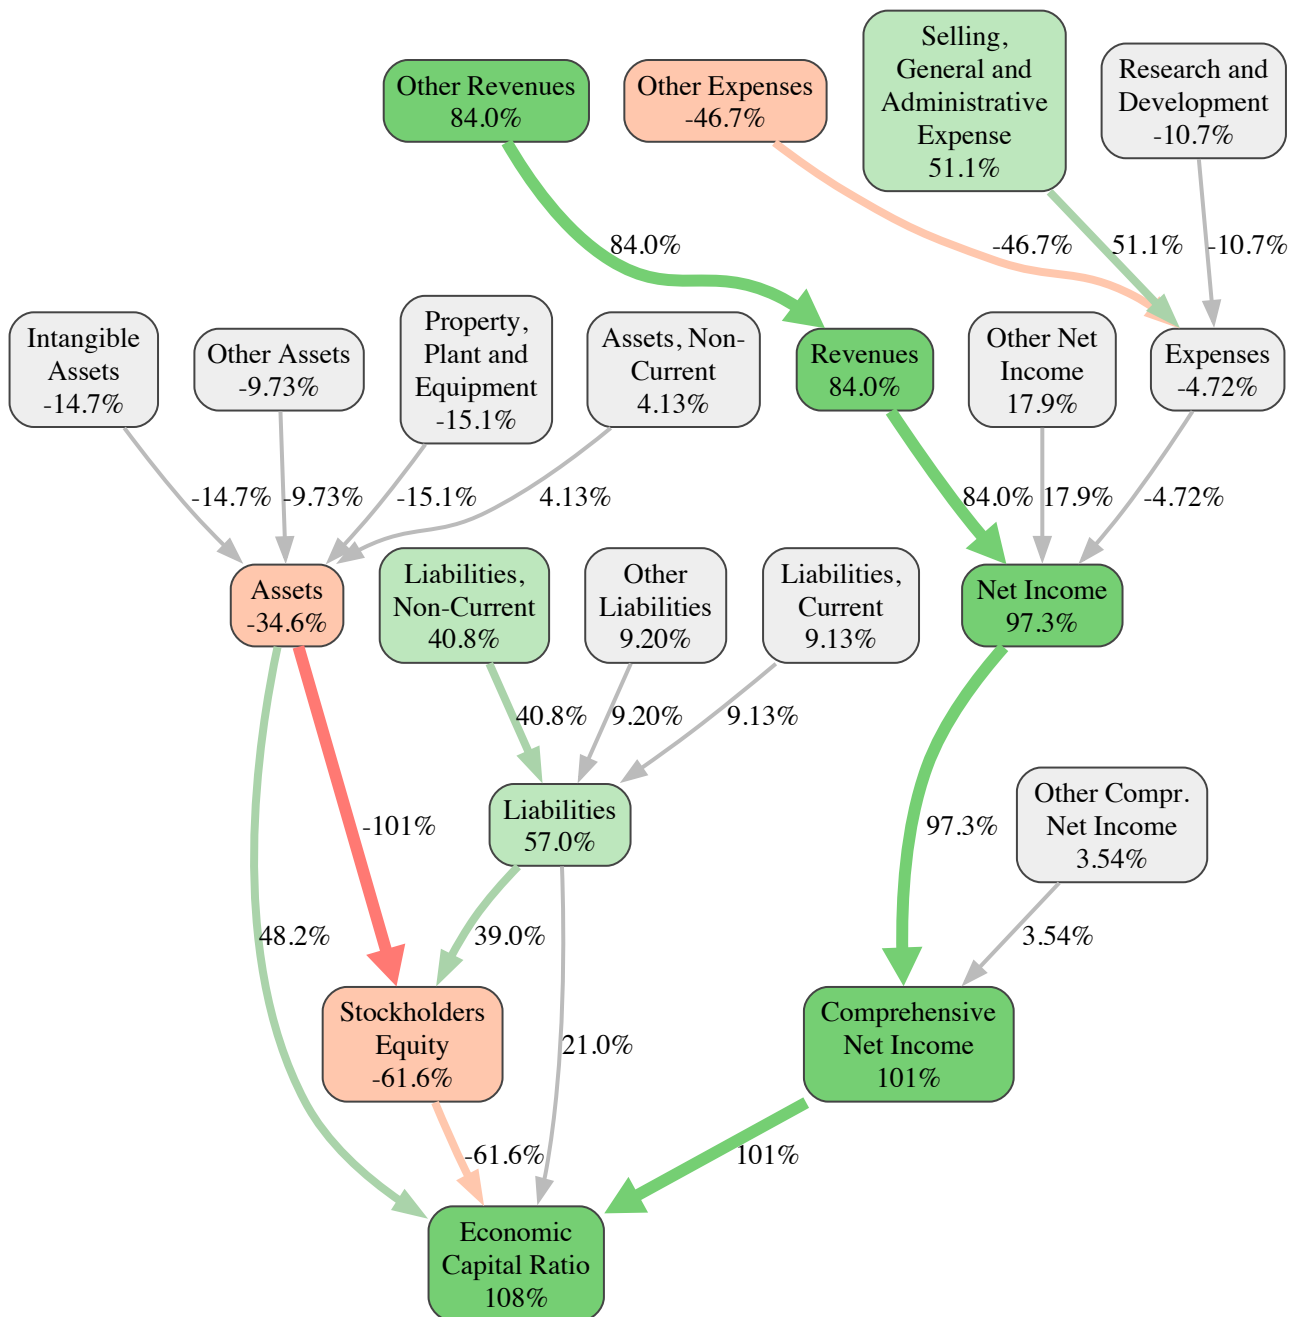 Selling,
General and
Administrative
Expense
51.1%
Other Revenues
84.0%
Other Expenses
-46.7%
Research and
Development
-10.7%
84.0%
-46.7%
51.1%
-10.7%
Intangible
Assets
-14.7%
Other Assets
-9.73%
Property,
Plant and
Equipment
-15.1%
Assets, Non-
Current
4.13%
Revenues
84.0%
Other Net
Income
17.9%
Expenses
-4.72%
-14.7%
-9.73%
-15.1%
4.13%
84.0%
17.9%
-4.72%
Assets
-34.6%
Liabilities,
Non-Current
40.8%
Other
Liabilities
9.20%
Liabilities,
Current
9.13%
Net Income
97.3%
40.8%
9.20%
9.13%
-101%
Liabilities
57.0%
97.3%
Other Compr.
Net Income
3.54%
48.2%
39.0%
3.54%
Stockholders
Equity
-61.6%
21.0%
Comprehensive
Net Income
101%
-61.6%
101%
Economic
Capital Ratio
108%